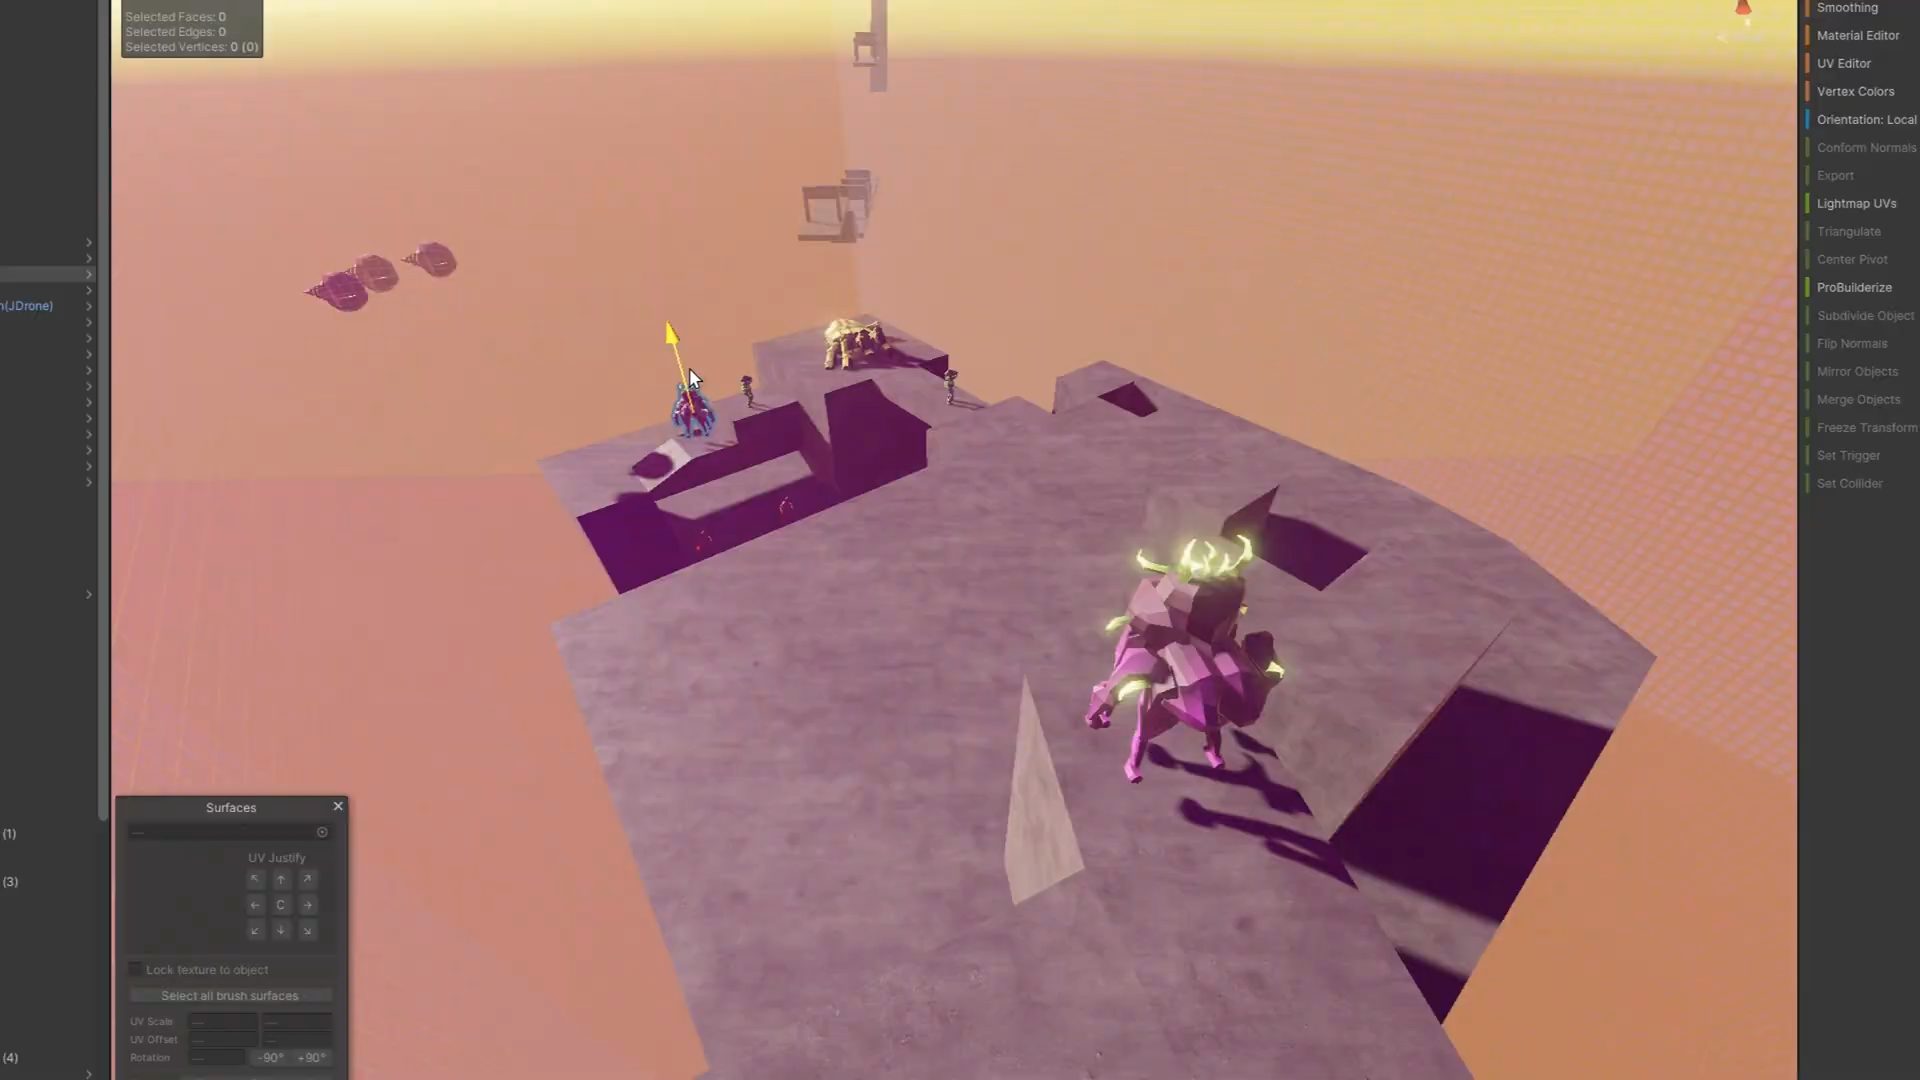 Selected Faces: 0
Selected Edges: 0
Selected Vertices: 0 (0)
Smoothing
Material Editor
UV Editor
Vertex Colors
Orientation: Local
Conform Normals
Export
Lightmap UVs
Triangulate
Center Pivot
ProBuilderize
Subdivide Object
Flip Normals
Mirror Objects
Merge Objects
Freeze Transform
Set Trigger
Set Collider
n(JDrone)
(1)
(3)
(4)
Surfaces
UV Justify
C
Lock texture to object
Select all brush surfaces
UV Scale
UV Offset
Rotation -90° +90°